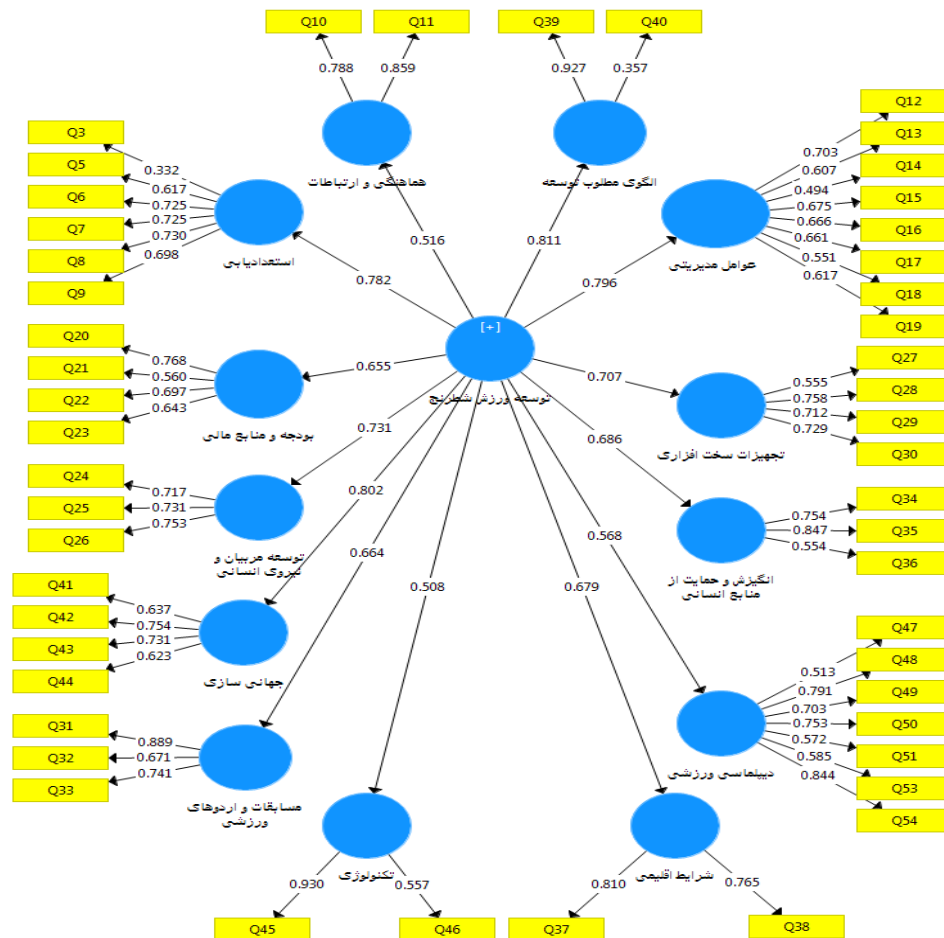 Q10
Q11
Q39
Q40
0.788
0.859
0.927
0.357
هماهنگی و ارتباطات
الگوی مطلوب توسعه
Q3
Q5
Q6
Q7
Q8
Q9
0.332
0.617
0.725
0.725
0.730
0.698
استعدادیابی
Q12
Q13
Q14
Q15
Q16
Q17
Q18
Q19
0.703
0.607
0.494
0.675
0.666
0.661
0.551
0.617
عوامل مدیریتی
0.516
0.811
0.782
0.796
[+]
توسعه ورزش شطرنج
0.655
0.707
0.731
0.686
0.802
0.568
0.664
0.508
0.679
Q20
Q21
Q22
Q23
0.768
0.560
0.697
0.643
بودجه و منابع مالی
Q27
Q28
Q29
Q30
0.555
0.758
0.712
0.729
تجهیزات سخت افزاری
Q24
Q25
Q26
0.717
0.731
0.753
توسعه مربیان و
نیروی انسانی
Q34
Q35
Q36
0.754
0.847
0.554
انگیزش و حمایت از
منابع انسانی
Q41
Q42
Q43
Q44
0.637
0.754
0.731
0.623
جهانی سازی
Q47
Q48
Q49
Q50
Q51
Q53
Q54
0.513
0.791
0.703
0.753
0.572
0.585
0.844
دیپلماسی ورزشی
Q31
Q32
Q33
0.889
0.671
0.741
مسابقات و اردوهای
ورزشی
تکنولوژی
0.930
0.557
Q45
Q46
شرایط اقلیمی
0.810
0.765
Q37
Q38